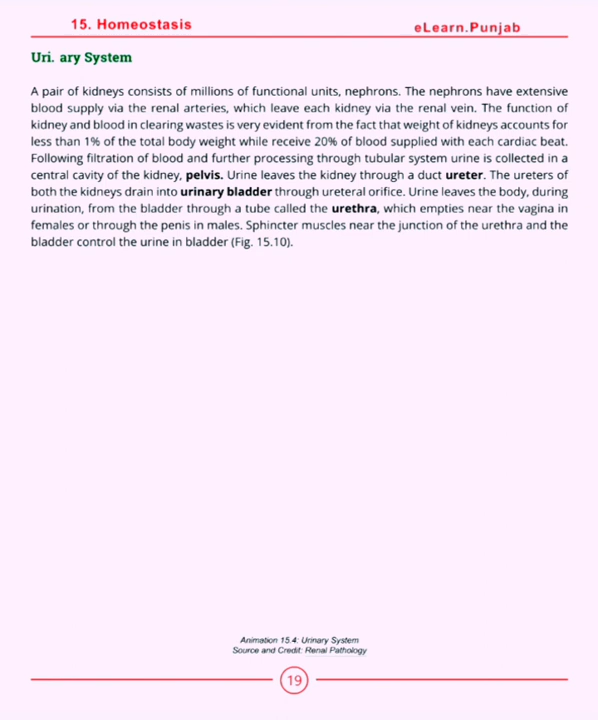 15. Homeostasis
eLearn.Punjab
Uri. ary System
A pair of kidneys consists of millions of functional units, nephrons. The nephrons have extensive
blood supply via the renal arteries, which leave each kidney via the renal vein. The function of
kidney and blood in clearing wastes is very evident from the fact that weight of kidneys accounts for
less than 1% of the total body weight while receive 20% of blood supplied with each cardiac beat.
Following filtration of blood and further processing through tubular system urine is collected in a
central cavity of the kidney, pelvis. Urine leaves the kidney through a duct ureter. The ureters of
both the kidneys drain into urinary bladder through ureteral orifice. Urine leaves the body, during
urination, from the bladder through a tube called the urethra, which empties near the vagina in
females or through the penis in males. Sphincter muscles near the junction of the urethra and the
bladder control the urine in bladder (Fig. 15.10).
Animation 15.4: Urinary System
Source and Credit: Renal Pathology
19